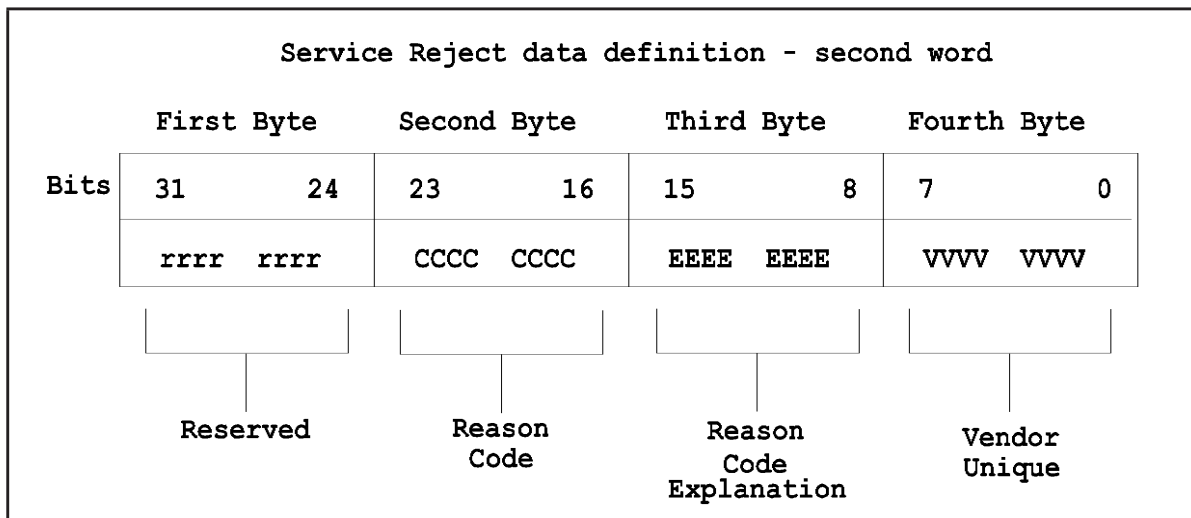 Service Reject data definition - second word
First Byte Second Byte Third Byte Fourth Byte
Bits 31 24 23 16 15 8 7 0
rrrr rrrr CCCC CCCC EEEE EEEE VVVV VVVV
Reserved Reason Reason Vendor
Code Code Unique
Explanation